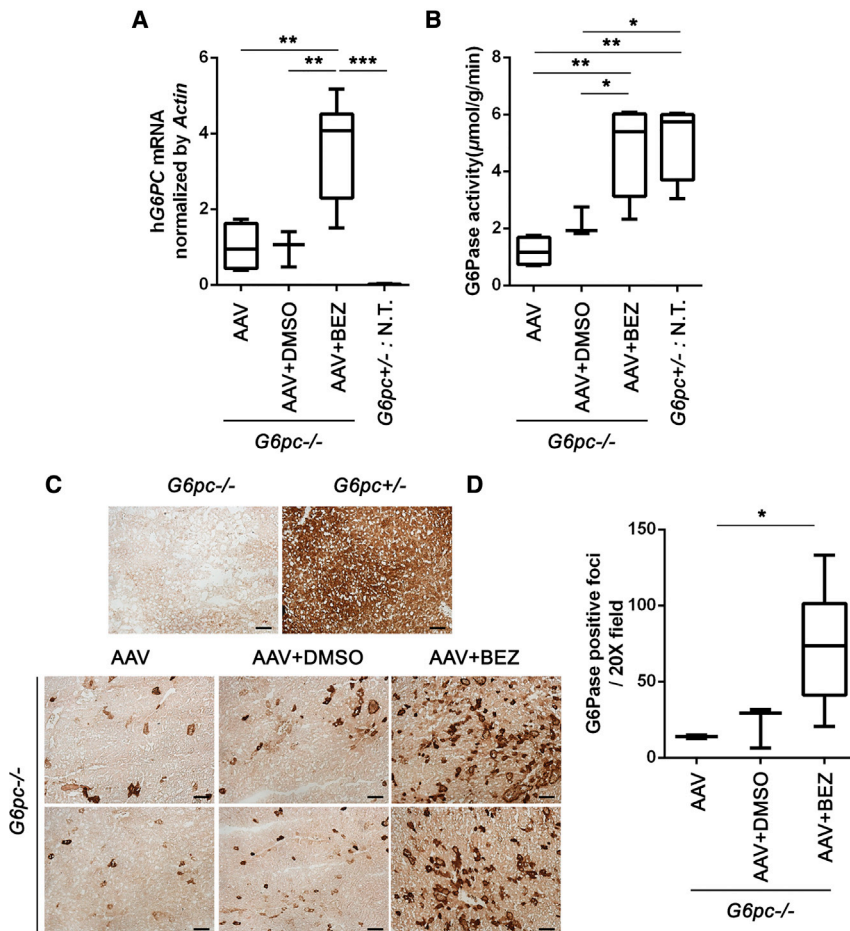 A
hG6PC mRNA
normalized by Actin
6
4
2
0
**
** ***
AAV
AAV+DMSO
AAV+BEZ
G6pc+/- : N.T.
G6pc-/-
B
G6Pase activity(µmol/g/min)
8
6
4
2
0
*
**
**
*
AAV
AAV+DMSO
AAV+BEZ
G6pc+/- : N.T.
G6pc-/-
C
G6pc-/- G6pc+/-
AAV AAV+DMSO AAV+BEZ
G6pc-/-
D
G6Pase positive foci
/ 20X field
150
100
50
0
*
AAV
AAV+DMSO
AAV+BEZ
G6pc-/-